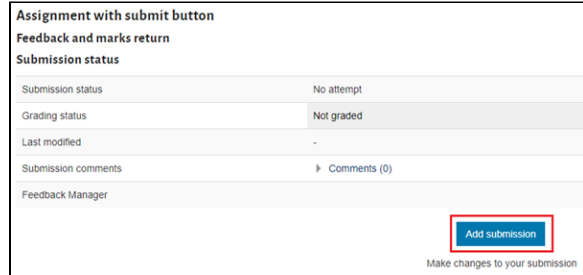 Assignment with submit button
Feedback and marks return
Submission status
Submission status No attempt
Grading status Not graded
Last modified -
Submission comments Comments (0)
Feedback Manager
Add submission
Make changes to your submission